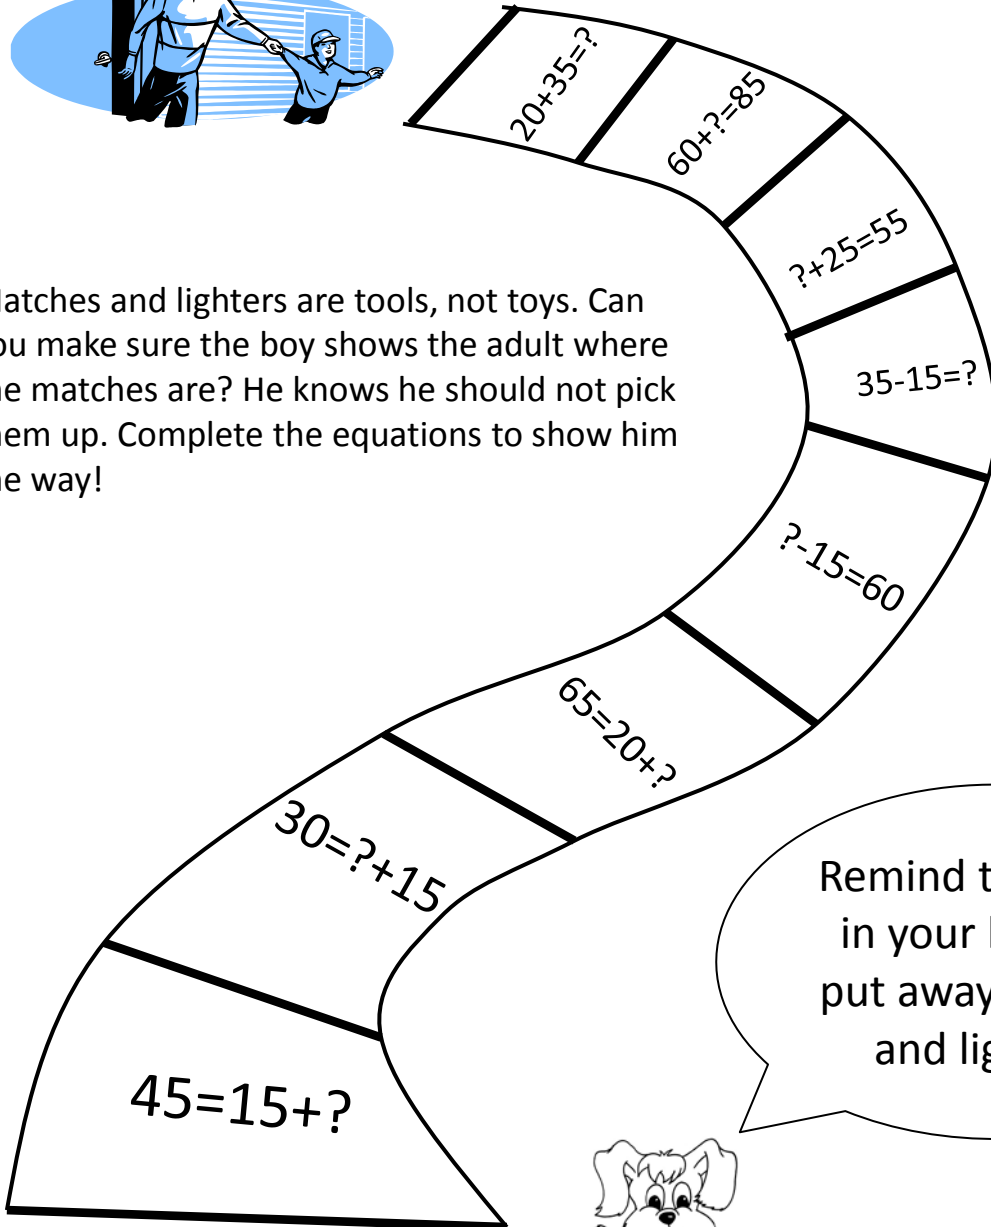 20+35=?
60+?=85
?+25=55
atches and lighters are tools, not toys. Can
ou make sure the boy shows the adult where
e matches are? He knows he should not pick
em up. Complete the equations to show him
e way!
35-15=?
?-15=60
65=20+?
30=?+15
Remind t
in your
put away
and lig
45=15+?